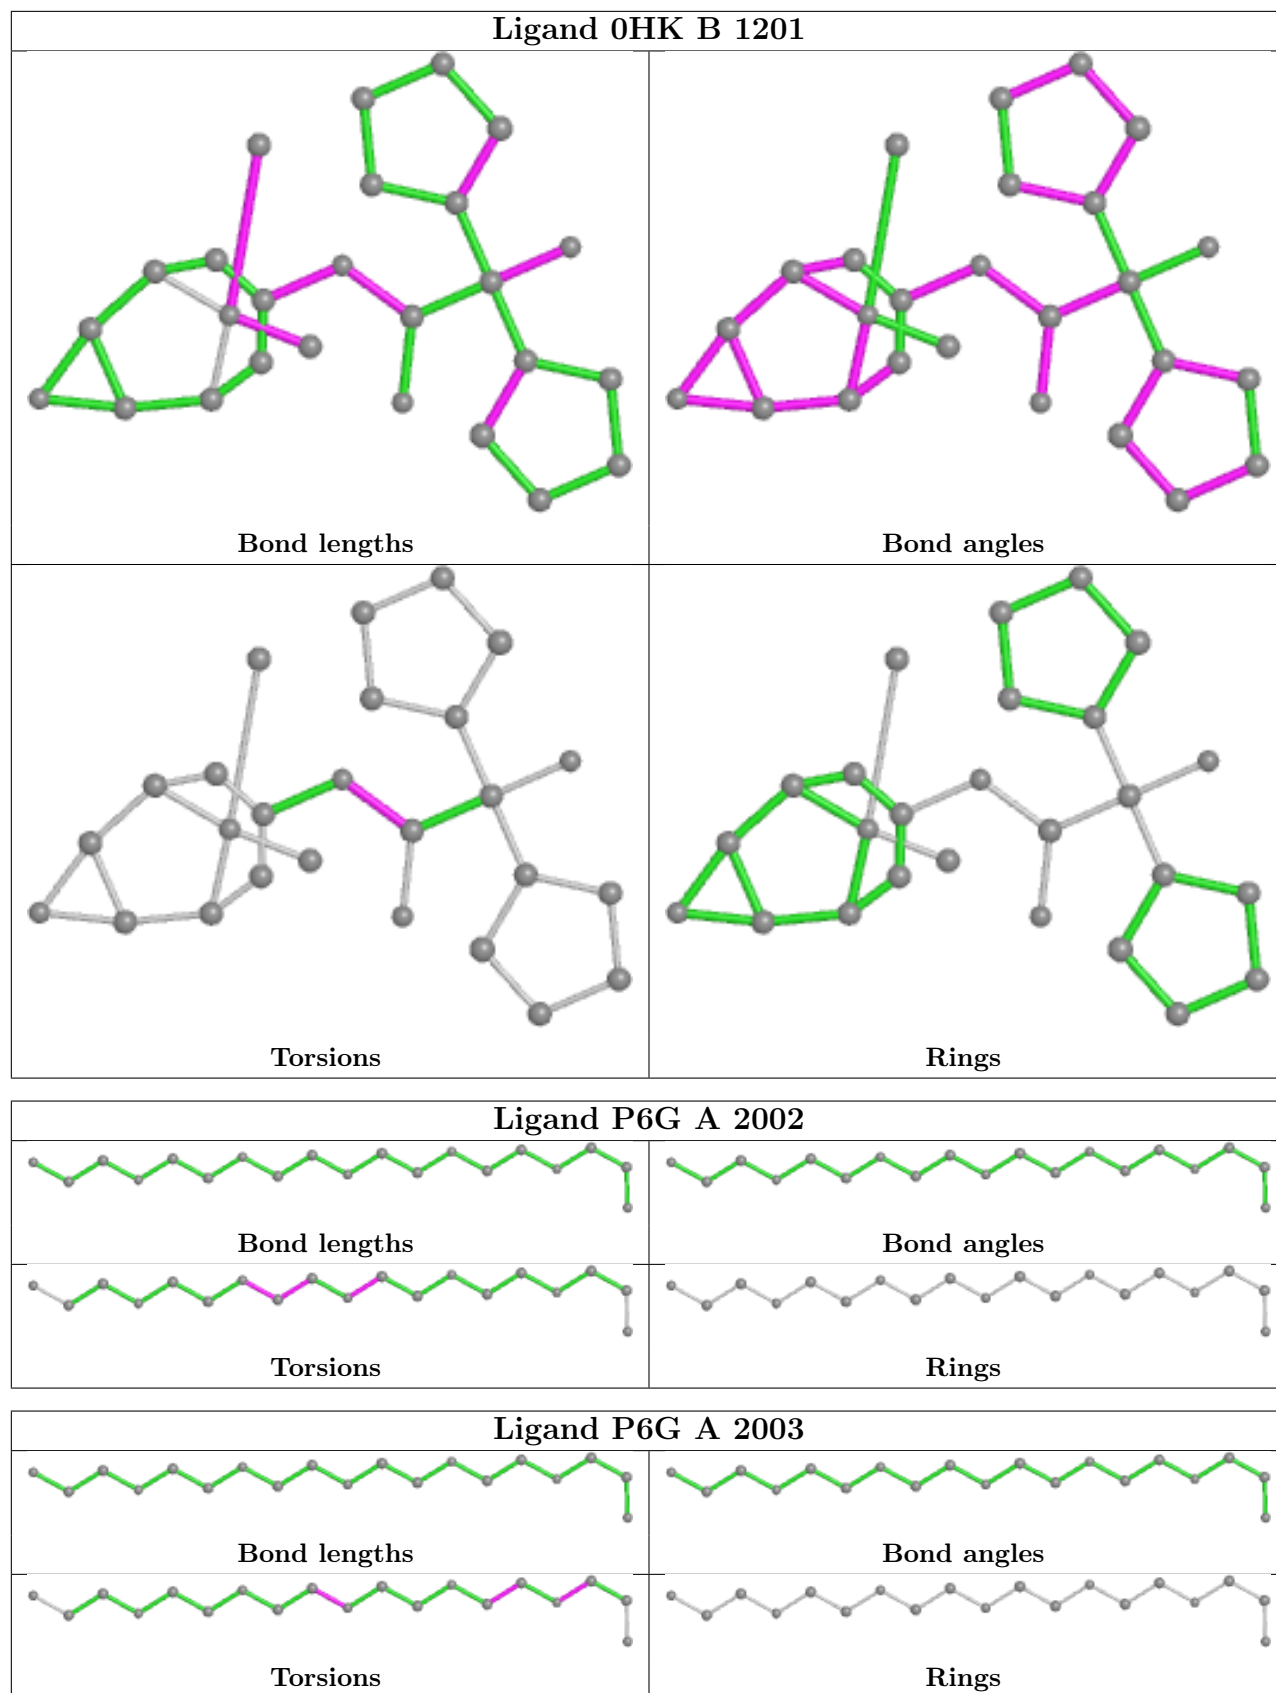 Ligand 0HK B 1201
Bond lengths
Bond angles
Torsions
Rings
Ligand P6G A 2002
Bond lengths
Bond angles
Torsions
Rings
Ligand P6G A 2003
Bond lengths
Bond angles
Torsions
Rings